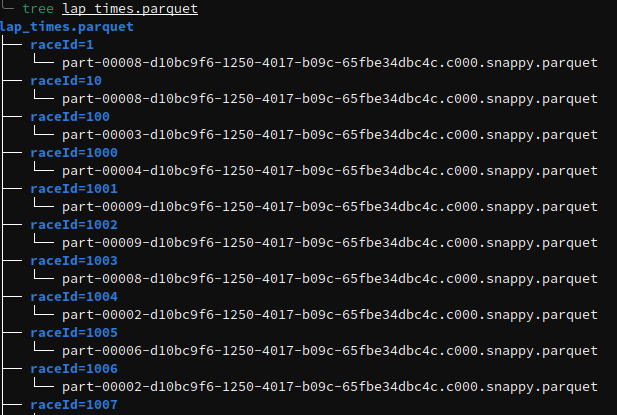 tree lap_times.parquet
lap_times.parquet
raceId=1
part-00008-d10bc9f6-1250-4017-b09c-65fbe34dbc4c.c000.snappy.parquet
raceId=10
part-00008-d10bc9f6-1250-4017-b09c-65fbe34dbc4c.c000.snappy.parquet
raceId=100
part-00003-d10bc9f6-1250-4017-b09c-65fbe34dbc4c.c000.snappy.parquet
raceId=1000
part-00004-d10bc9f6-1250-4017-b09c-65fbe34dbc4c.c000.snappy.parquet
raceId=1001
part-00009-d10bc9f6-1250-4017-b09c-65fbe34dbc4c.c000.snappy.parquet
raceId=1002
part-00009-d10bc9f6-1250-4017-b09c-65fbe34dbc4c.c000.snappy.parquet
raceId=1003
part-00008-d10bc9f6-1250-4017-b09c-65fbe34dbc4c.c000.snappy.parquet
raceId=1004
part-00002-d10bc9f6-1250-4017-b09c-65fbe34dbc4c.c000.snappy.parquet
raceId=1005
part-00006-d10bc9f6-1250-4017-b09c-65fbe34dbc4c.c000.snappy.parquet
raceId=1006
part-00002-d10bc9f6-1250-4017-b09c-65fbe34dbc4c.c000.snappy.parquet
raceId=1007